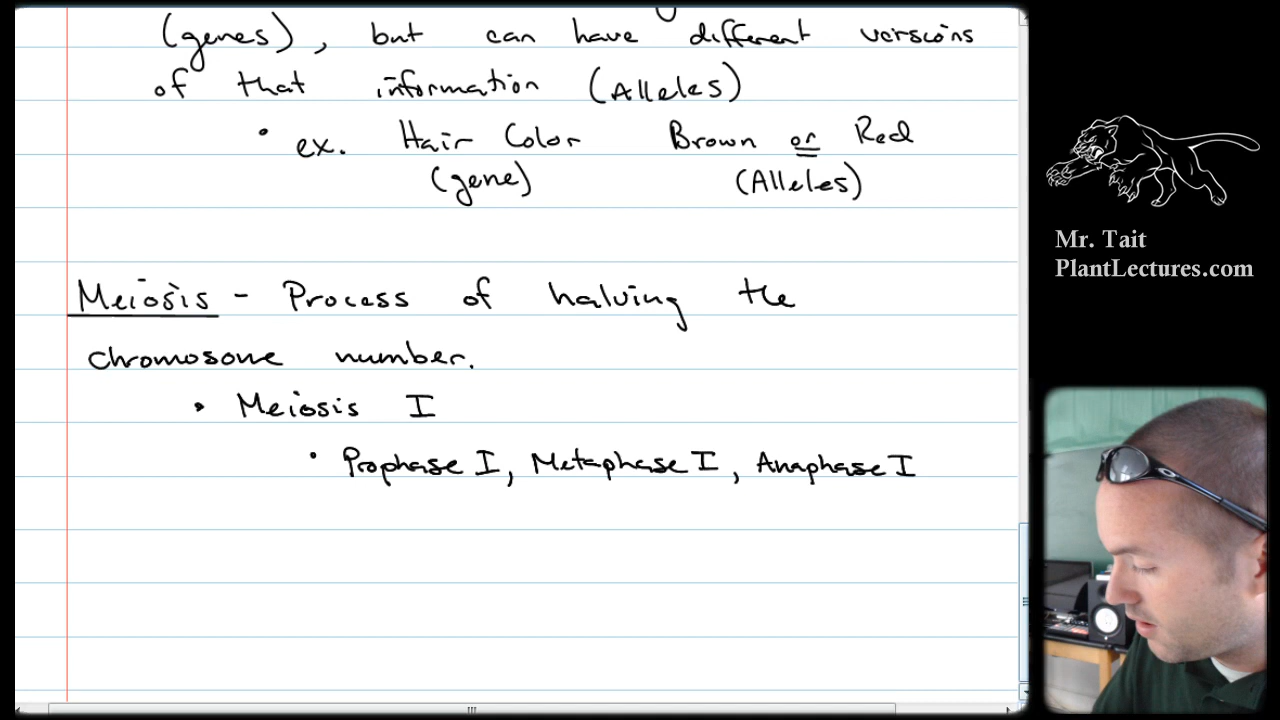 (genes), but can have different versions
of that information (Alleles)
• ex. Hair Color Brown or Red
(gene) (Alleles)
Meiosis - Process of halving the
chromosone number.
• Meiosis I
• Prophase I, Metaphase I, Anaphase I
Mr. Tait
PlantLectures.com